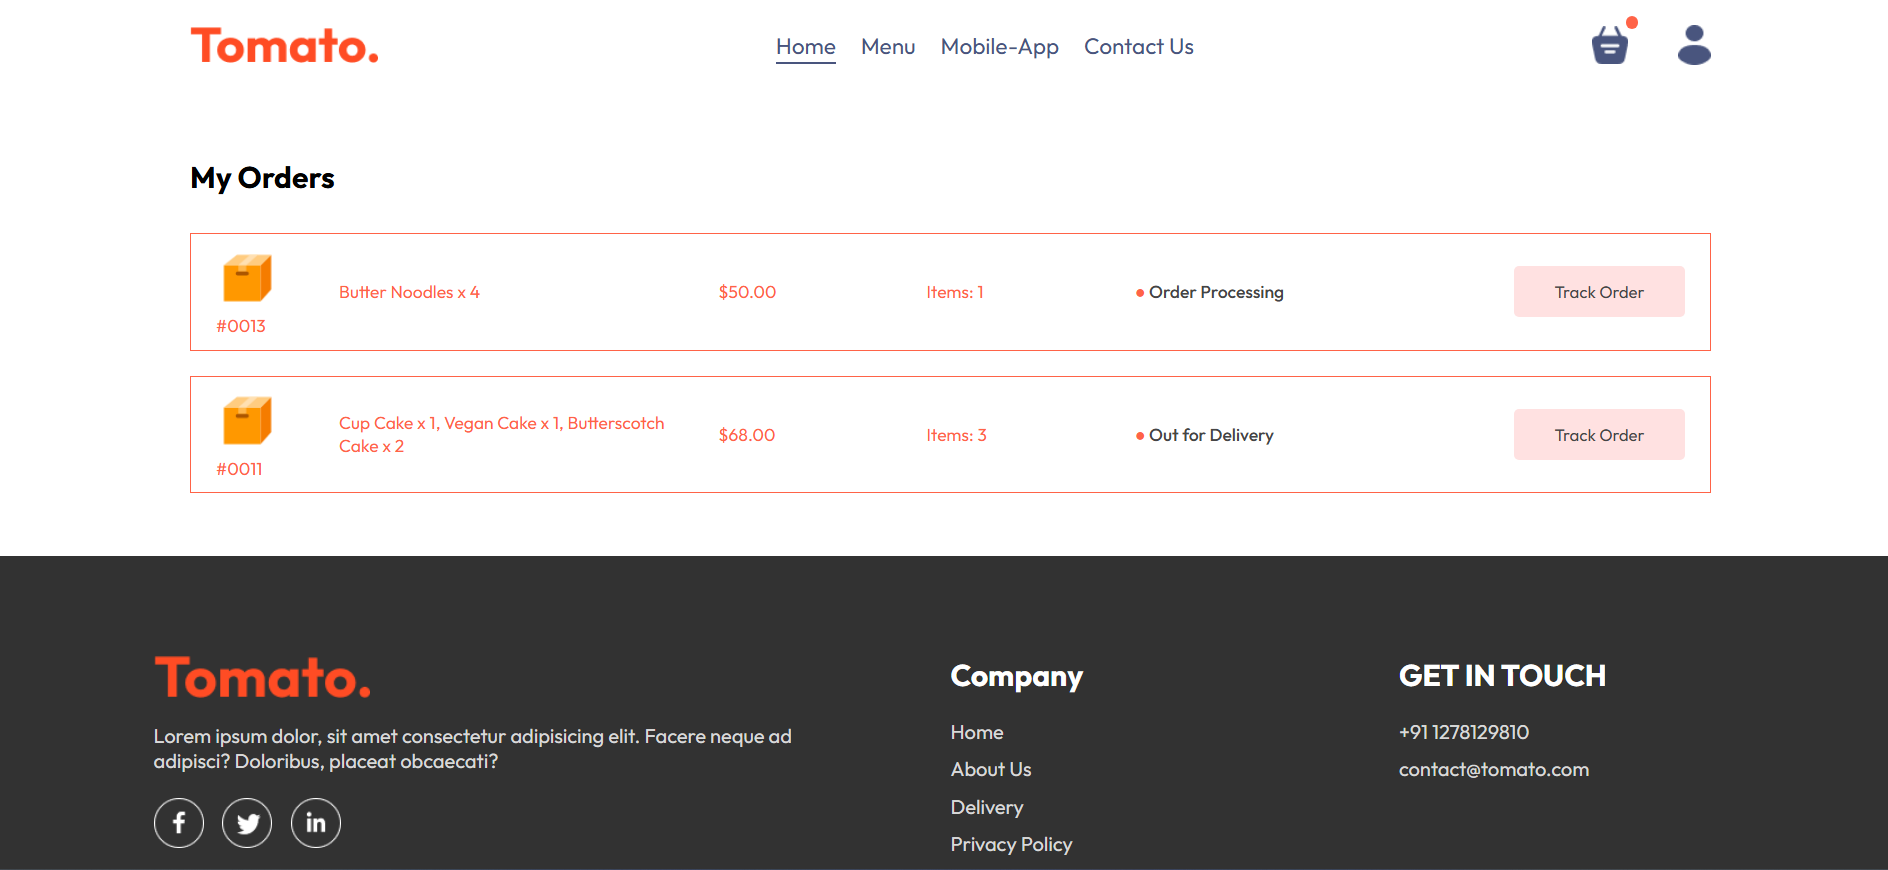 Tomato.
Home Menu Mobile-App Contact Us
My Orders
Butter Noodles x 4 $50.00 Items: 1 Order Processing Track Order
#0013
Cup Cake x 1, Vegan Cake x 1, Butterscotch
Cake x 2
$68.00 Items: 3 Out for Delivery Track Order
#0011
Tomato.
Lorem ipsum dolor, sit amet consectetur adipisicing elit. Facere neque ad
adipisci? Doloribus, placeat obcaecati?
f in
Company
Home
About Us
Delivery
Privacy Policy
GET IN TOUCH
+91 1278129810
contact@tomato.com